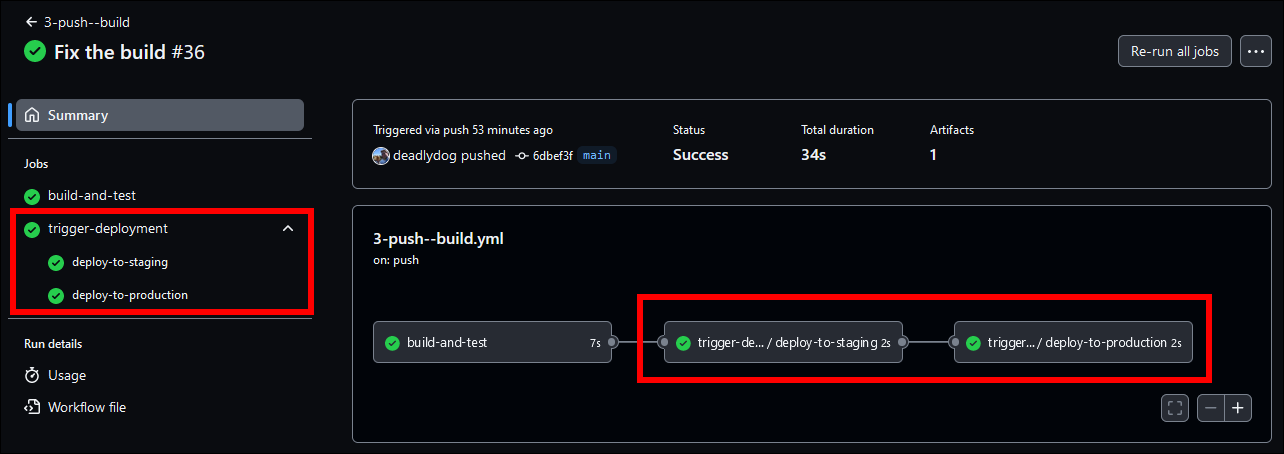 3-push--build
Fix the build #36
Re-run all jobs
Summary
Jobs
build-and-test
trigger-deployment
deploy-to-staging
deploy-to-production
Run details
Usage
Workflow file
Triggered via push 53 minutes ago
deadlydog pushed 6dbef3f main
Status
Success
Total duration
34s
Artifacts
1
3-push--build.yml
on: push
build-and-test 7s
trigger-de... / deploy-to-staging 2s
trigger... / deploy-to-production 2s